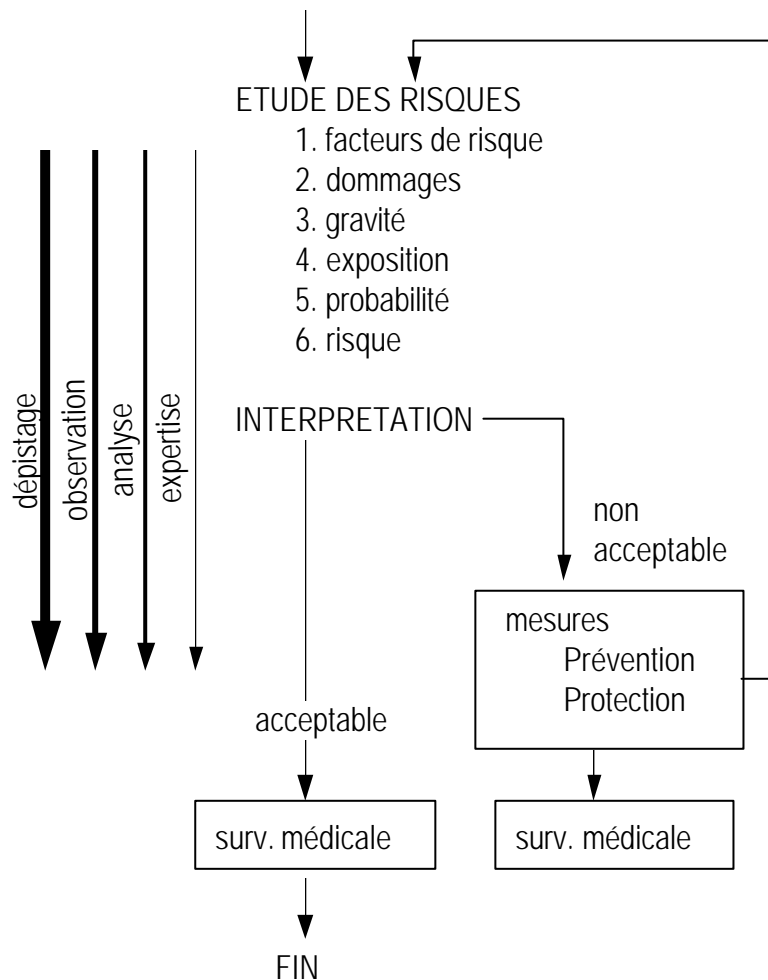 ETUDE DES RISQUES
1. facteurs de risque
2. dommages
3. gravité
4. exposition
5. probabilité
6. risque
dépistage
observation
analyse
expertise
INTERPRETATION
non
acceptable
mesures
Prévention
Protection
acceptable
surv. médicale
surv. médicale
FIN